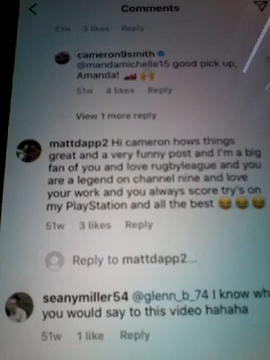 Comments
51w 3 likes Reply
cameron9smith
@mandamichelle15 good pick up,
Amanda!
51w 4 likes Reply
View 1 more reply
mattdapp2 Hi cameron hows things
great and a very funny post and I'm a big
fan of you and love rugbyleague and you
are a legend on channel nine and love
your work and you always score try's on
my PlayStation and all the best 😂😂😂
51w 3 likes Reply
Reply to mattdapp2...
seanymiller54 @glenn_b_74 I know wh
you would say to this video hahaha
51w 1 like Reply